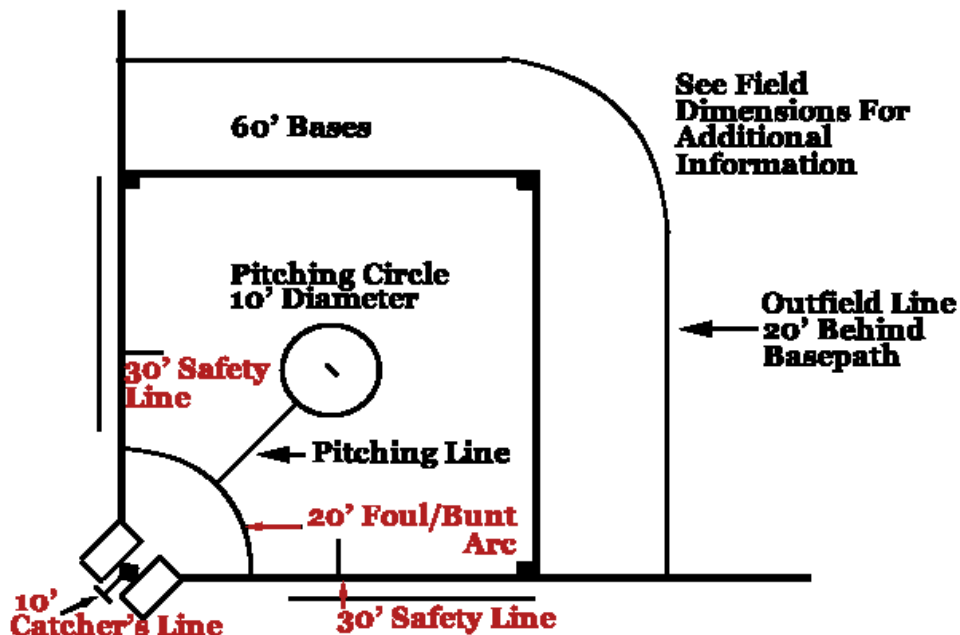 See Field
Dimensions For
Additional
Information
60' Bases
Pitching Circle
10' Diameter
Outfield Line
20' Behind
Basepath
30' Safety
Line
Pitching Line
20' Foul/Bunt
Arc
10'
Catcher's Line
30' Safety Line